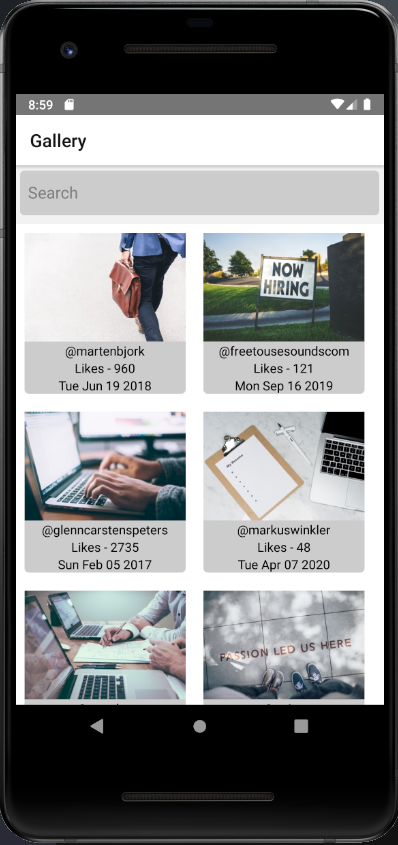 8:59
Gallery
Search
NOW
HIRING
@martenbjork
Likes - 960
Tue Jun 19 2018
@freetousesoundscom
Likes - 121
Mon Sep 16 2019
My Resume
@glenncarstenspeters
Likes - 2735
Sun Feb 05 2017
@markuswinkler
Likes - 48
Tue Apr 07 2020
PASSION LED US HERE